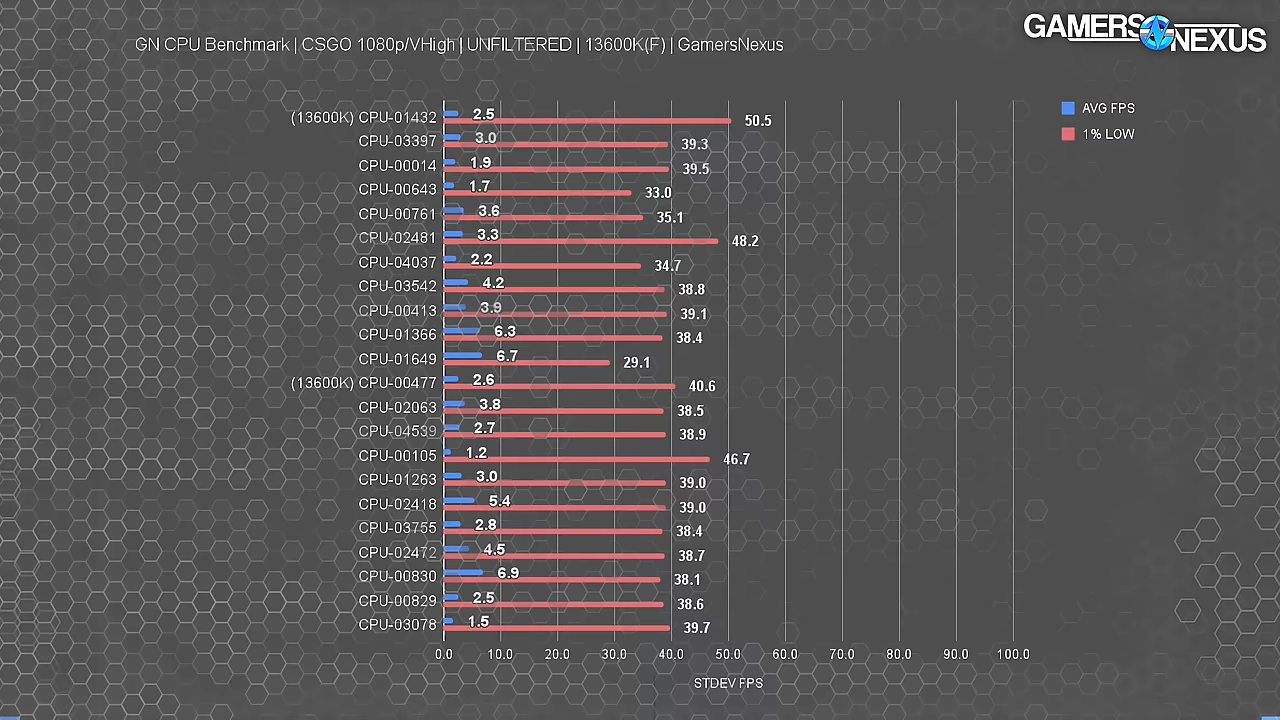 GAMERS NEXUS
GN CPU Benchmark | CSGO 1080p/VHigh | UNFILTERED | 13600K(F) | GamersNexus
AVG FPS
1% LOW
(13600K) CPU-01432 2.5 50.5
CPU-03397 3.0 39.3
CPU-00014 1.9 39.5
CPU-00643 1.7 33.0
CPU-00761 3.6 35.1
CPU-02481 3.3 48.2
CPU-04037 2.2 34.7
CPU-03542 4.2 38.8
CPU-00413 3.9 39.1
CPU-01366 6.3 38.4
CPU-01649 6.7 29.1
(13600K) CPU-00477 2.6 40.6
CPU-02063 3.8 38.5
CPU-04539 2.7 38.9
CPU-00105 1.2 46.7
CPU-01263 3.0 39.0
CPU-02418 5.4 39.0
CPU-03755 2.8 38.4
CPU-02472 4.5 38.7
CPU-00830 6.9 38.1
CPU-00829 2.5 38.6
CPU-03078 1.5 39.7
0.0 10.0 20.0 30.0 40.0 50.0 60.0 70.0 80.0 90.0 100.0
STDEV FPS